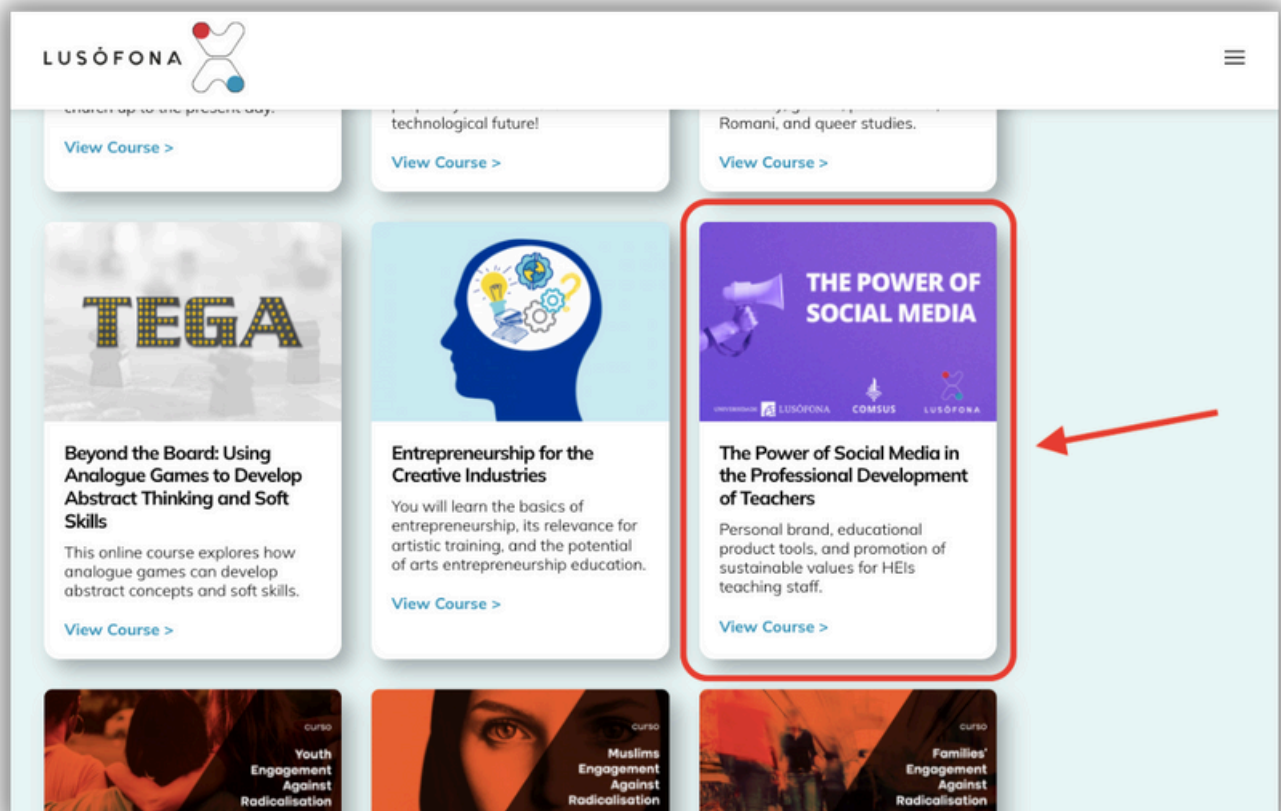 LUSÓFONA
church up to the present day.
View Course >
technological future!
View Course >
Romani, and queer studies.
View Course >
TEGA
Beyond the Board: Using
Analogue Games to Develop
Abstract Thinking and Soft
Skills
This online course explores how
analogue games can develop
abstract concepts and soft skills.
View Course >
Entrepreneurship for the
Creative Industries
You will learn the basics of
entrepreneurship, its relevance for
artistic training, and the potential
of arts entrepreneurship education.
View Course >
THE POWER OF
SOCIAL MEDIA
UNIVERSIDADE LUSÓFONA
COMSUS
LUSÓFONA
The Power of Social Media in
the Professional Development
of Teachers
Personal brand, educational
product tools, and promotion of
sustainable values for HEIs
teaching staff.
View Course >
curso
Youth
Engagement
Against
Radicalisation
curso
Muslims
Engagement
Against
Radicalisation
curso
Families'
Engagement
Against
Radicalisation